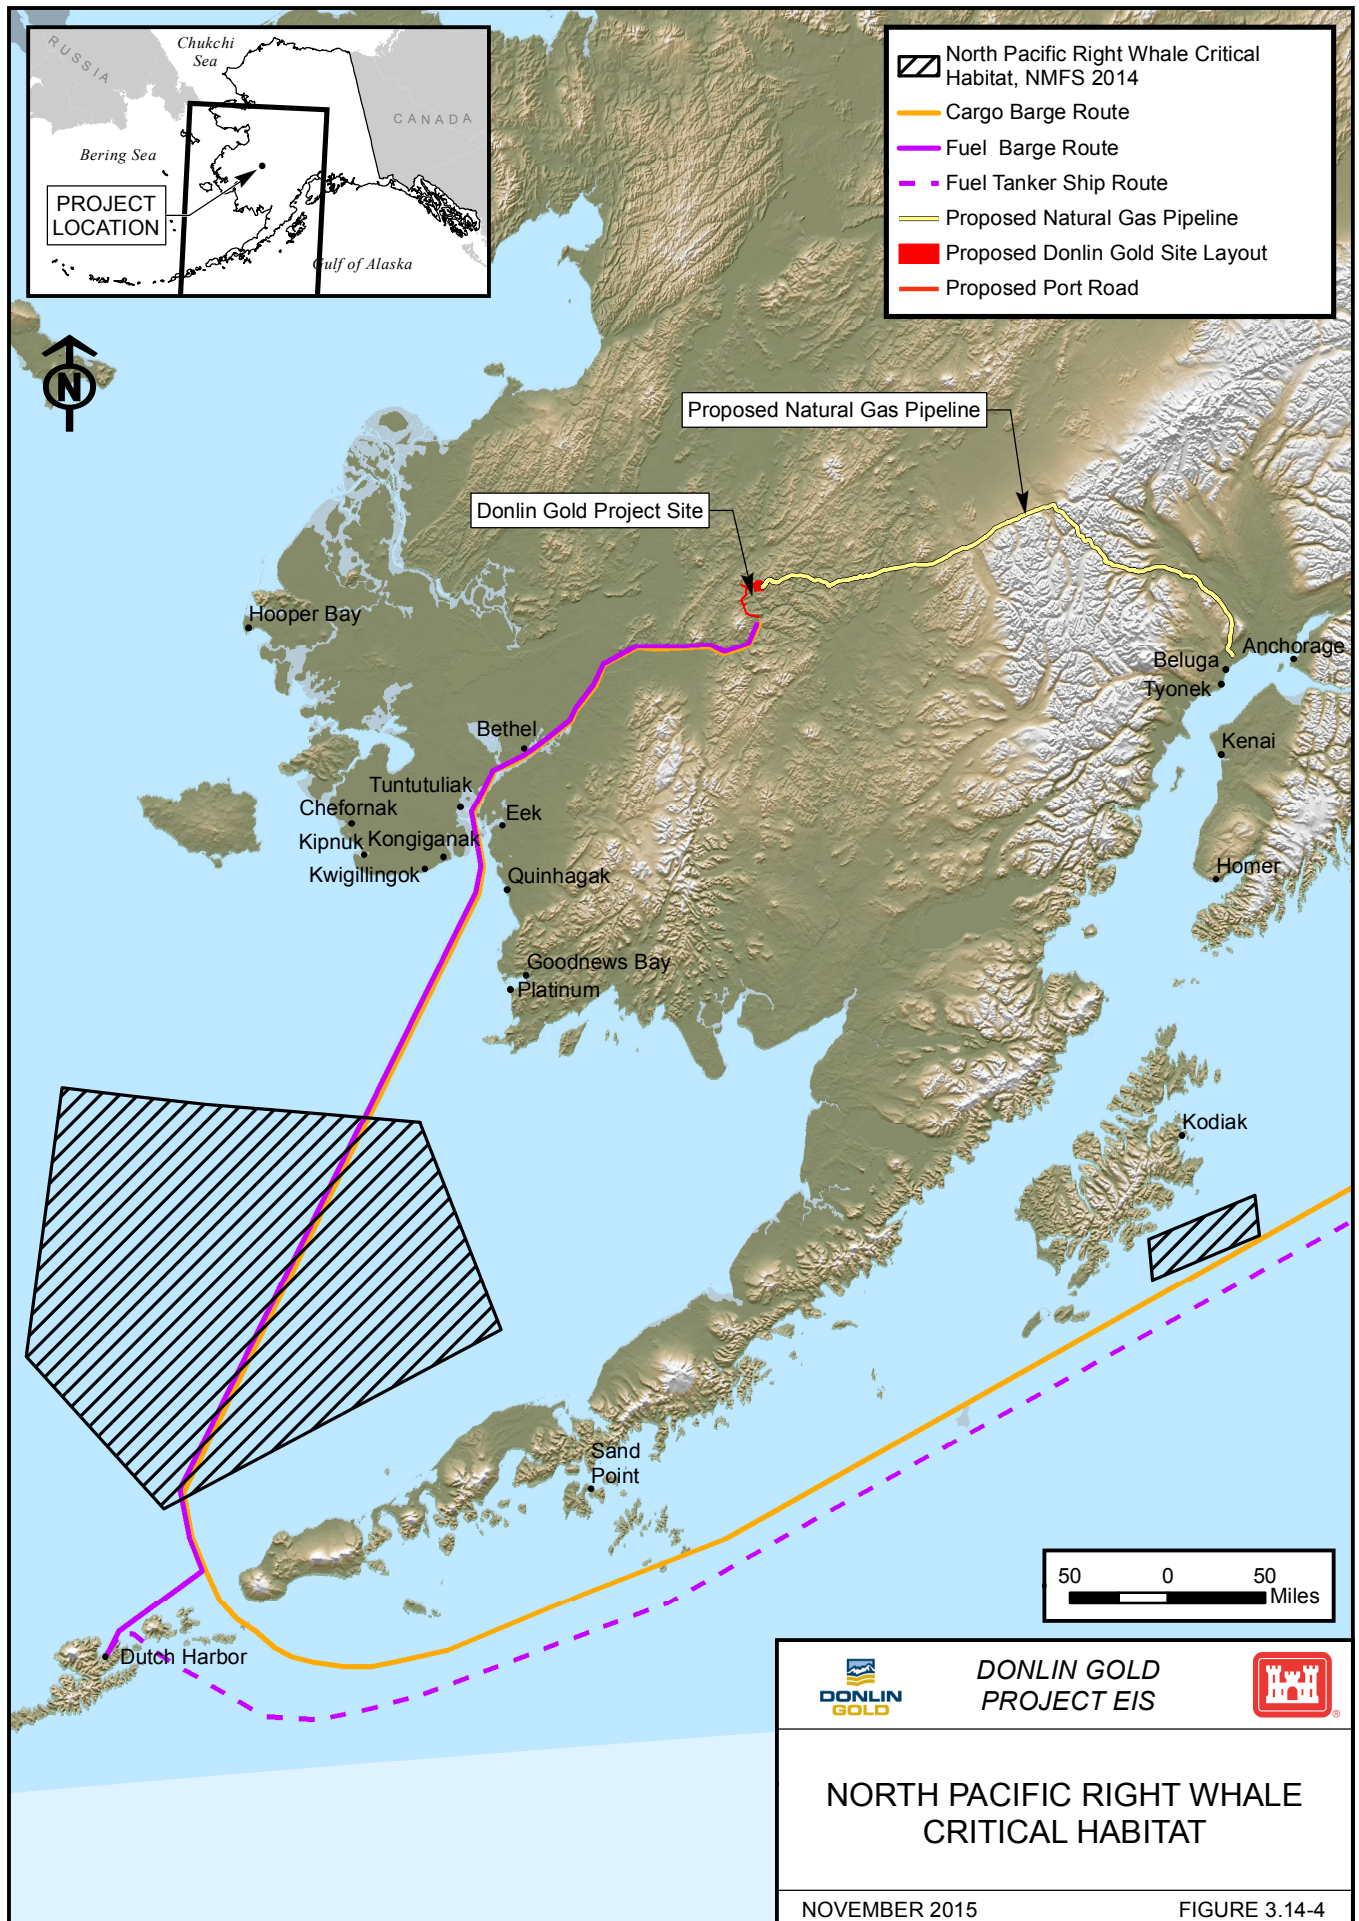 RUSSIA
Chukchi
Sea
CANADA
Bering Sea
PROJECT
LOCATION
Gulf of Alaska
North Pacific Right Whale Critical
Habitat, NMFS 2014
Cargo Barge Route
Fuel Barge Route
Fuel Tanker Ship Route
Proposed Natural Gas Pipeline
Proposed Donlin Gold Site Layout
Proposed Port Road
N
Proposed Natural Gas Pipeline
Donlin Gold Project Site
Hooper Bay
Anchorage
Beluga
Tyonek
Bethel
Kenai
Tuntutuliak
Chefornak
Eek
Kipnuk
Kongiganak
Kwigillingok
Quinhagak
Homer
Goodnews Bay
Platinum
Kodiak
Sand
Point
Dutch Harbor
50 0 50
Miles
DONLIN
GOLD
DONLIN GOLD
PROJECT EIS
®
NORTH PACIFIC RIGHT WHALE
CRITICAL HABITAT
NOVEMBER 2015
FIGURE 3.14-4